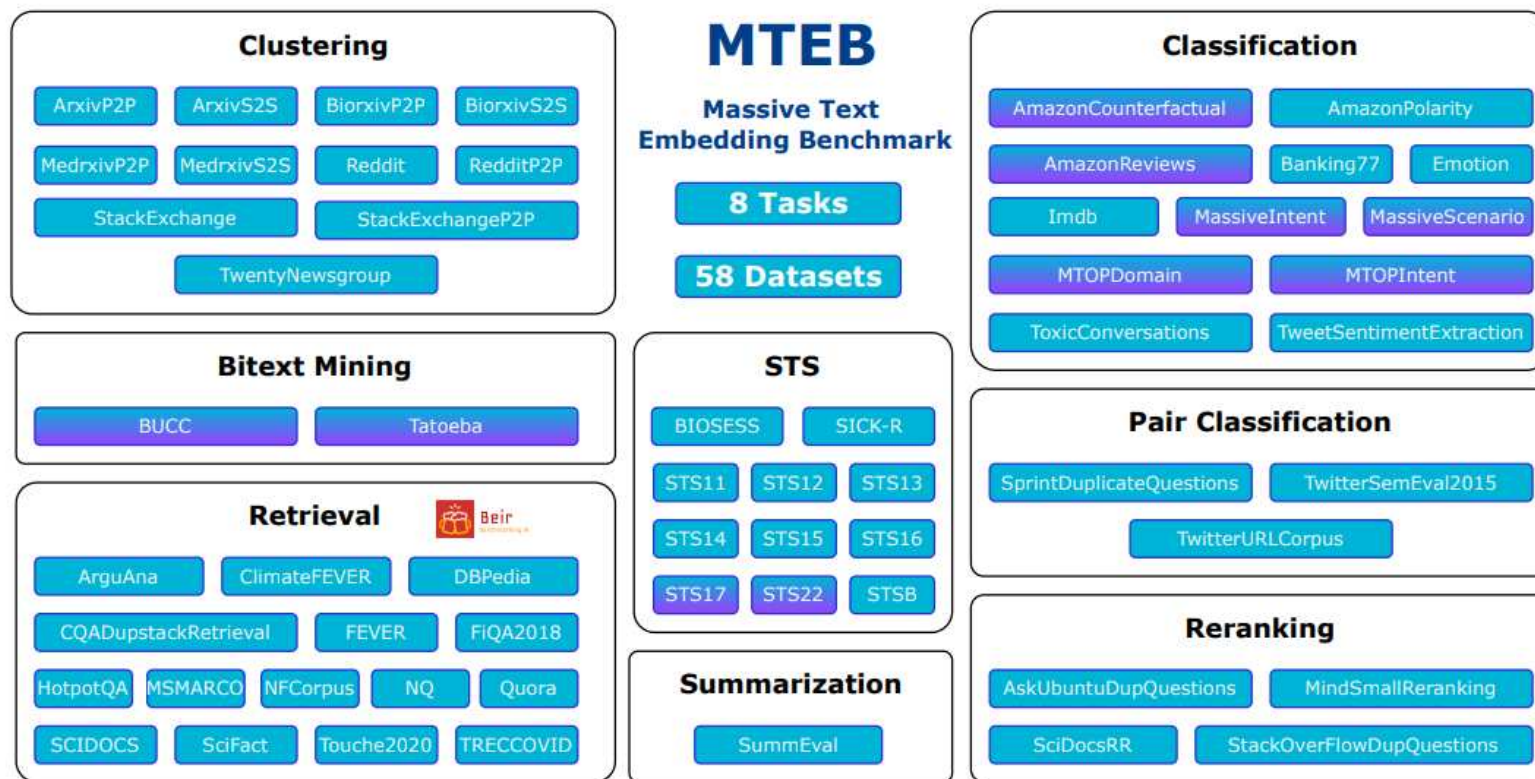 Clustering
ArxivP2P ArxivS2S BiorxivP2P BiorxivS2S
MedrxivP2P MedrxivS2S Reddit RedditP2P
StackExchange StackExchangeP2P
TwentyNewsgroup
MTEB
Massive Text
Embedding Benchmark
8 Tasks
58 Datasets
Classification
AmazonCounterfactual AmazonPolarity
AmazonReviews Banking77 Emotion
Imdb MassiveIntent MassiveScenario
MTOPDomain MTOPIntent
ToxicConversations TweetSentimentExtraction
Bitext Mining
BUCC Tatoeba
STS
BIOSESS SICK-R
STS11 STS12 STS13
STS14 STS15 STS16
STS17 STS22 STSB
Pair Classification
SprintDuplicateQuestions TwitterSemEval2015
TwitterURLCorpus
Retrieval Beir
ArguAna ClimateFEVER DBPedia
CQADupstackRetrieval FEVER FiQA2018
HotpotQA MSMARCO NFCorpus NQ Quora
SCIDOCS SciFact Touche2020 TRECCOVID
Summarization
SummEval
Reranking
AskUbuntuDupQuestions MindSmallReranking
SciDocsRR StackOverFlowDupQuestions